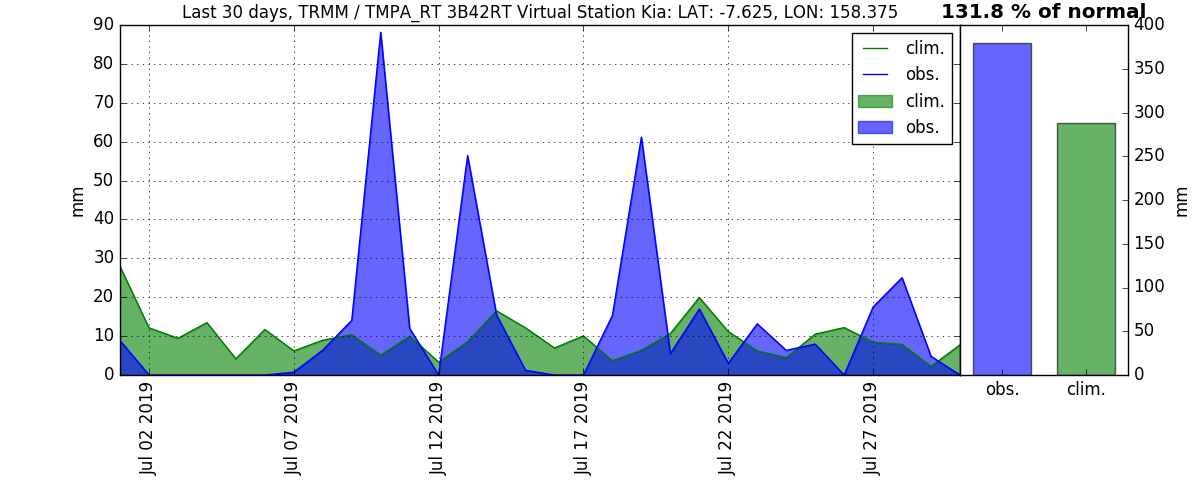 Last 30 days, TRMM / TMPA_RT 3B42RT Virtual Station Kia: LAT: -7.625, LON: 158.375
131.8 % of normal
90
80
70
60
50
40
30
20
10
0
mm
clim.
obs.
clim.
obs.
Jul 02 2019
Jul 07 2019
Jul 12 2019
Jul 17 2019
Jul 22 2019
Jul 27 2019
400
350
300
250
200
150
100
50
0
mm
obs.
clim.